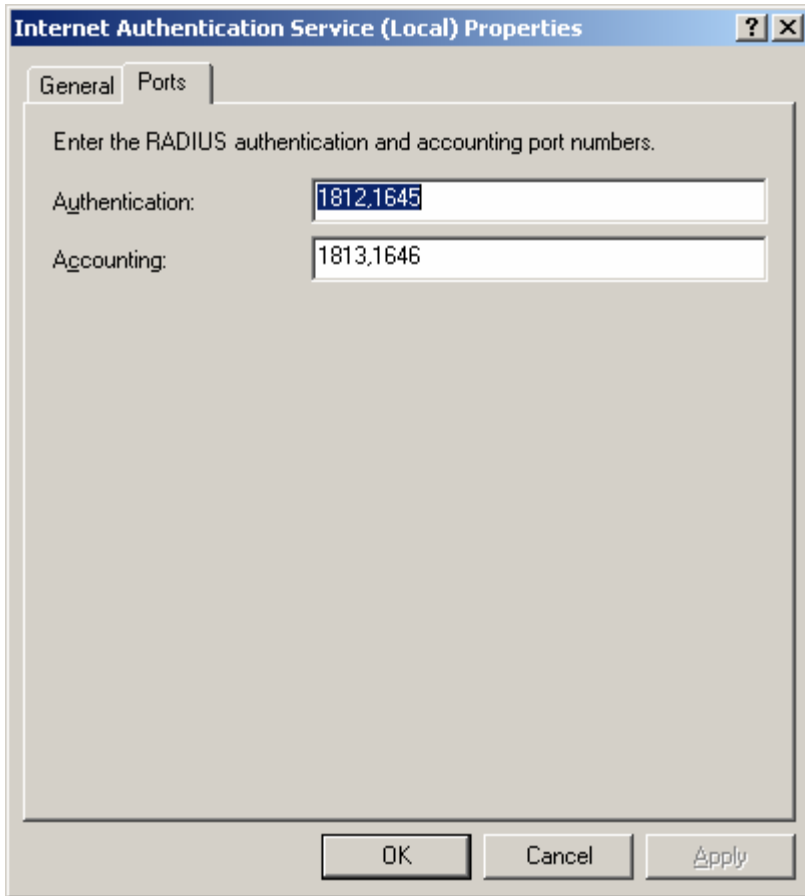 Internet Authentication Service (Local) Properties
General Ports
Enter the RADIUS authentication and accounting port numbers.
Authentication: 1812,1645
Accounting: 1813,1646
OK Cancel Apply